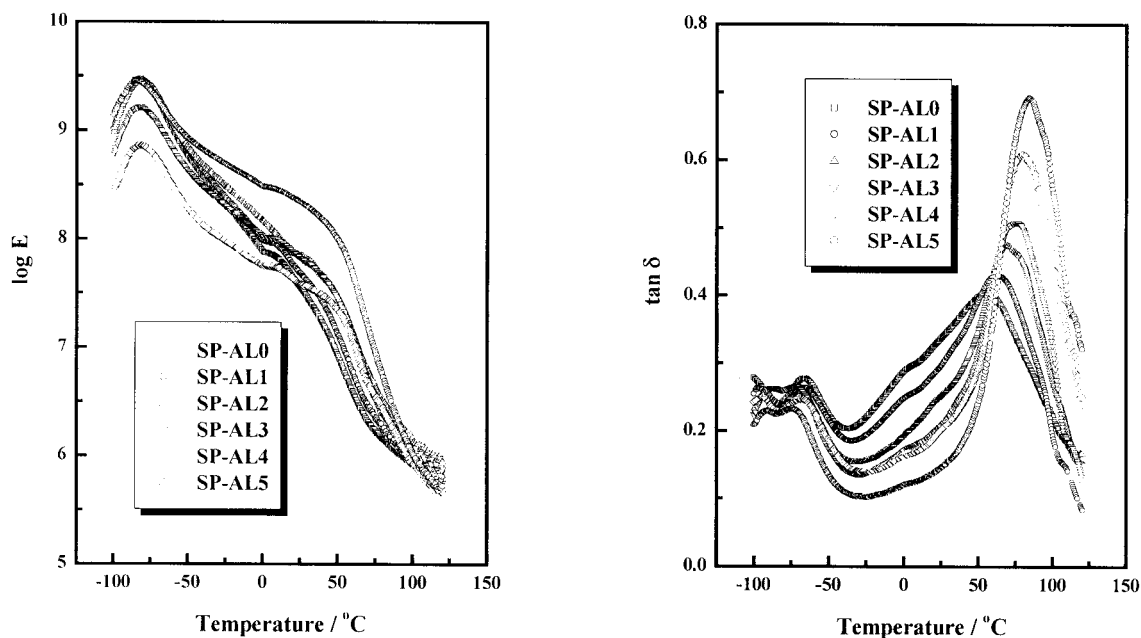 10
9
8
7
6
5
log E
SP-AL0
SP-AL1
SP-AL2
SP-AL3
SP-AL4
SP-AL5
-100
-50
0
50
100
150
Temperature / °C
0.8
0.6
0.4
0.2
0.0
tan δ
SP-AL0
SP-AL1
SP-AL2
SP-AL3
SP-AL4
SP-AL5
-100
-50
0
50
100
150
Temperature / °C